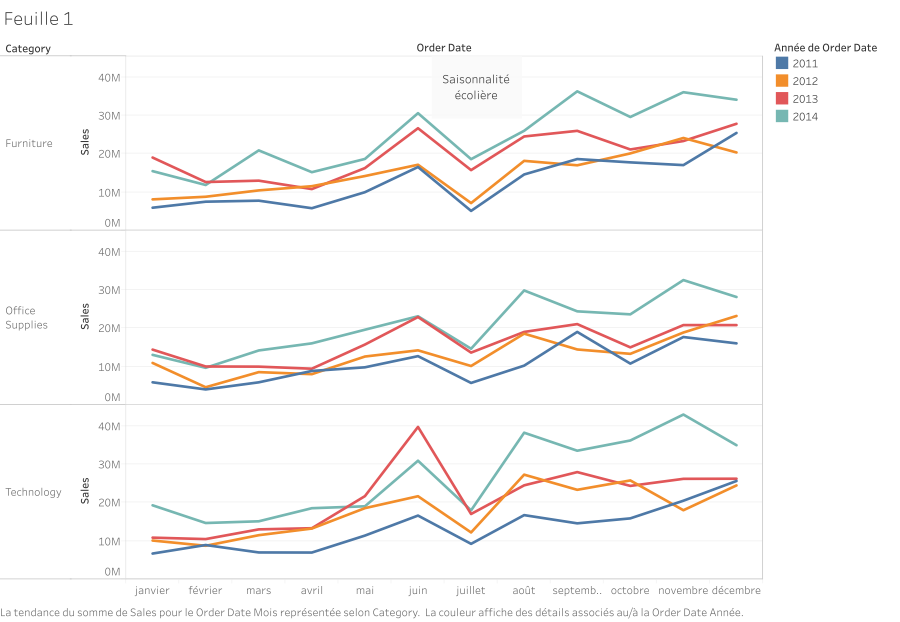 Feuille 1
Category
Order Date
Année de Order Date
2011
2012
2013
2014
Saisonnalité
écolière
Furniture
Sales
40M
30M
20M
10M
0M
Office
Supplies
Sales
40M
30M
20M
10M
0M
Technology
Sales
40M
30M
20M
10M
0M
janvier février mars avril mai juin juillet août septemb.. octobre novembre décembre
La tendance du somme de Sales pour le Order Date Mois représentée selon Category. La couleur affiche des détails associés au/à la Order Date Année.